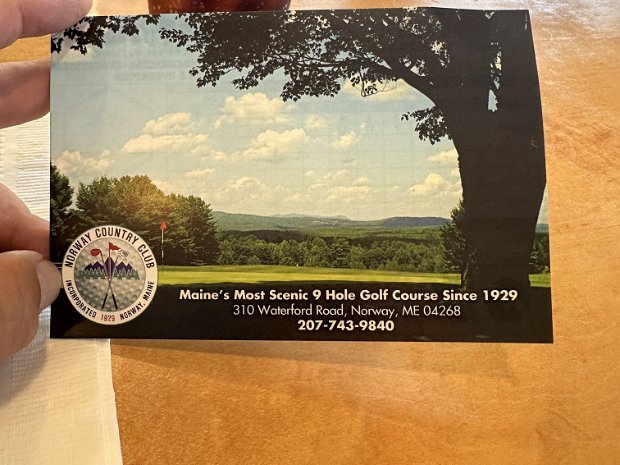 NORWAY COUNTRY CLUB
INCORPORATED 1929 NORWAY, MAINE
Maine's Most Scenic 9 Hole Golf Course Since 1929
310 Waterford Road, Norway, ME 04268
207-743-9840